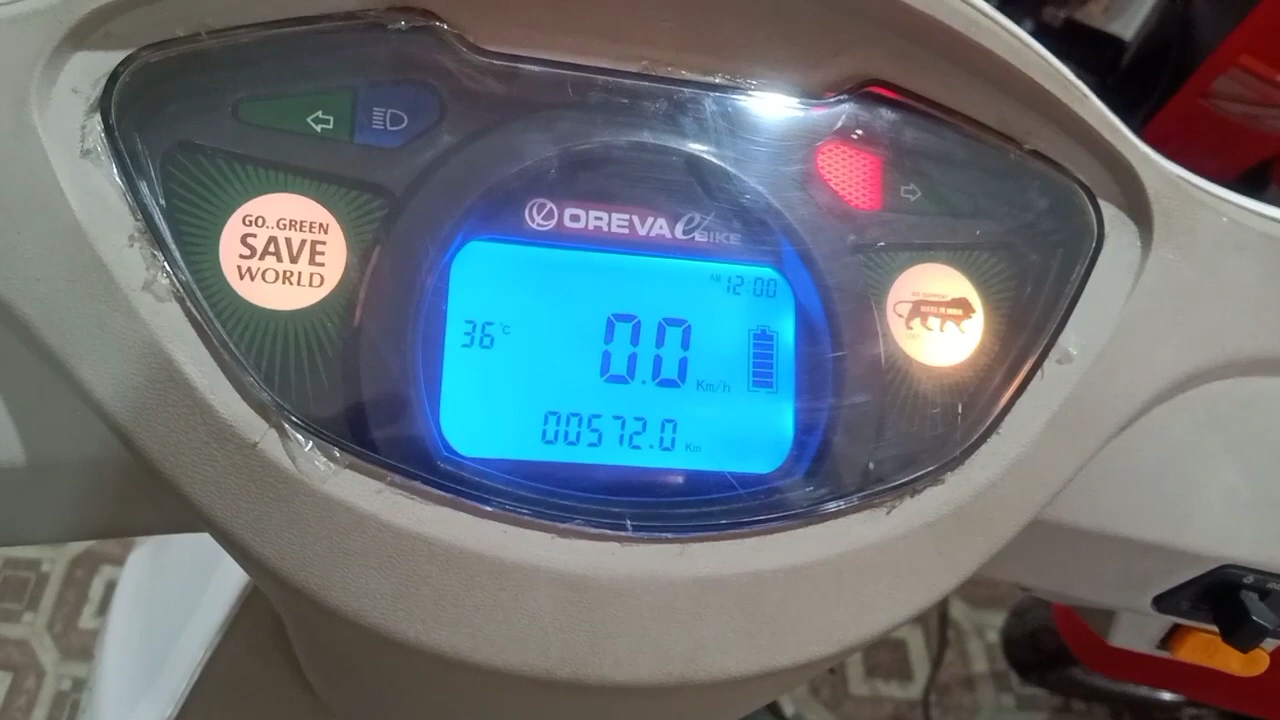 GO..GREEN
SAVE
WORLD
OREVA e BIKE
AM 12:00
36°C
0.0 Km/h
00572.0 Km